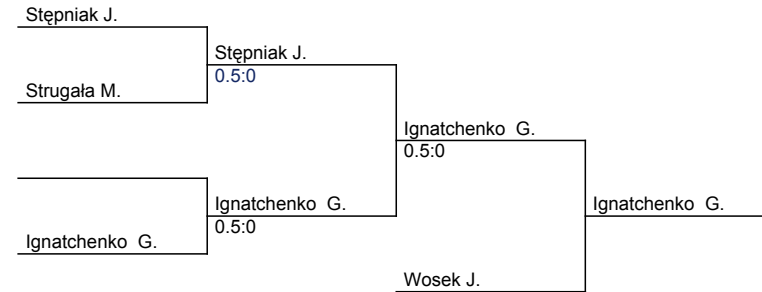 Stępniak J.
Stępniak J.
0.5:0
Strugała M.
Ignatchenko G.
0.5:0
Ignatchenko G.
Ignatchenko G.
0.5:0
Ignatchenko G.
Wosek J.